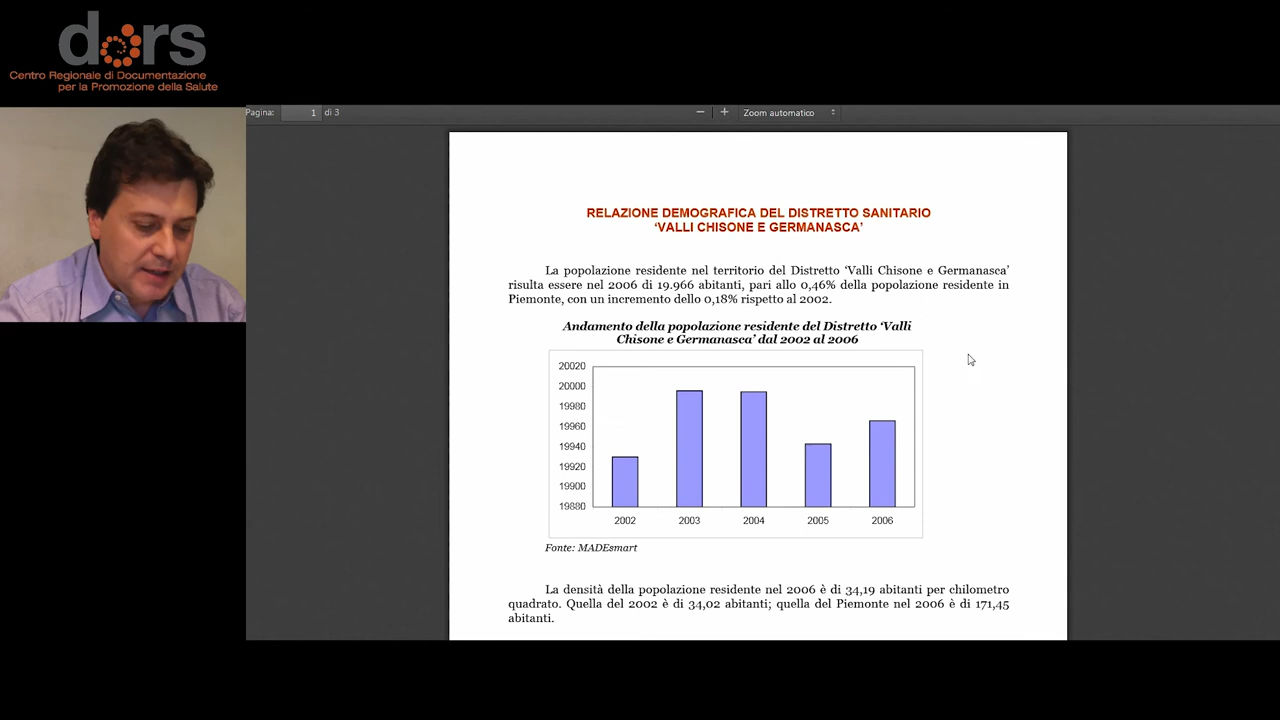 dors
Centro Regionale di Documentazione
per la Promozione della Salute
Pagina: 1 di 3
Zoom automatico
RELAZIONE DEMOGRAFICA DEL DISTRETTO SANITARIO
'VALLI CHISONE E GERMANASCA'
La popolazione residente nel territorio del Distretto 'Valli Chisone e Germanasca'
risulta essere nel 2006 di 19.966 abitanti, pari allo 0,46% della popolazione residente in
Piemonte, con un incremento dello 0,18% rispetto al 2002.
Andamento della popolazione residente del Distretto 'Valli
Chisone e Germanasca' dal 2002 al 2006
20020
20000
19980
19960
19940
19920
19900
19880
2002 2003 2004 2005 2006
Fonte: MADEsmart
La densità della popolazione residente nel 2006 è di 34,19 abitanti per chilometro
quadrato. Quella del 2002 è di 34,02 abitanti; quella del Piemonte nel 2006 è di 171,45
abitanti.